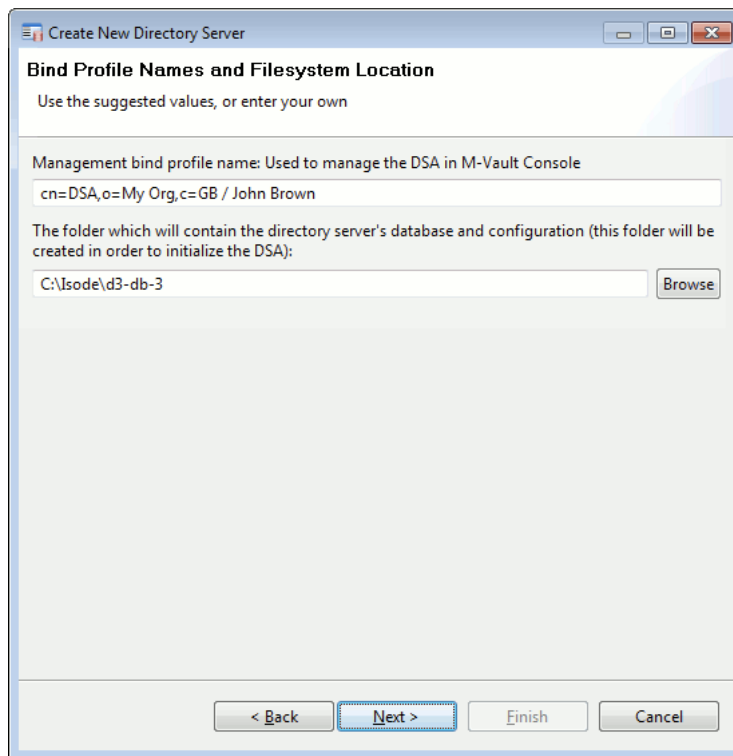 Create New Directory Server
Bind Profile Names and Filesystem Location
Use the suggested values, or enter your own
Management bind profile name: Used to manage the DSA in M-Vault Console
cn=DSA,o=My Org,c=GB / John Brown
The folder which will contain the directory server's database and configuration (this folder will be
created in order to initialize the DSA):
C:\Isode\d3-db-3
Browse
< Back
Next >
Finish
Cancel